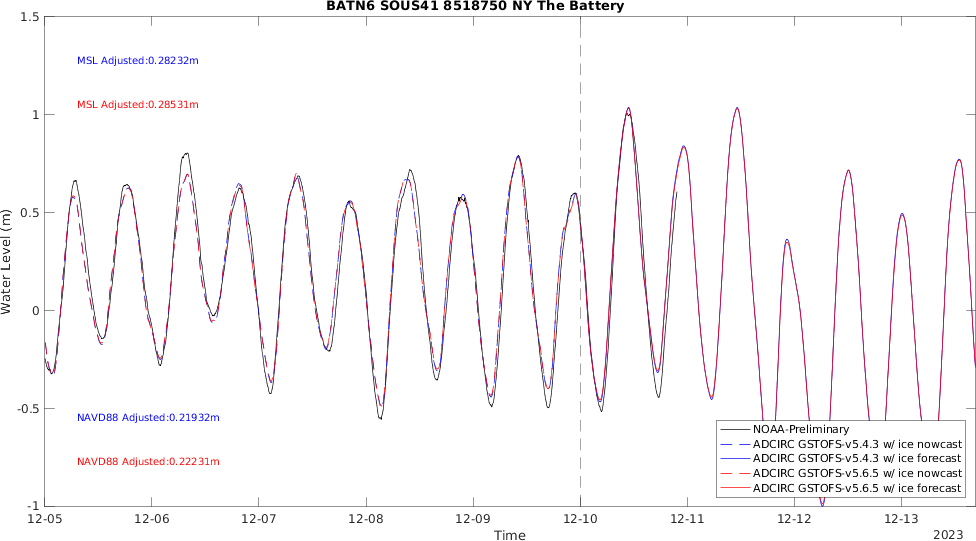 BATN6 SOUS41 8518750 NY The Battery
1.5
MSL Adjusted:0.28232m
MSL Adjusted:0.28531m
1
0.5
Water Level (m)
0
-0.5
NAVD88 Adjusted:0.21932m
NAVD88 Adjusted:0.22231m
NOAA-Preliminary
ADCIRC GSTOFS-v5.4.3 w/ ice nowcast
ADCIRC GSTOFS-v5.4.3 w/ ice forecast
ADCIRC GSTOFS-v5.6.5 w/ ice nowcast
ADCIRC GSTOFS-v5.6.5 w/ ice forecast
-1
12-05 12-06 12-07 12-08 12-09 12-10 12-11 12-12 12-13
Time
2023